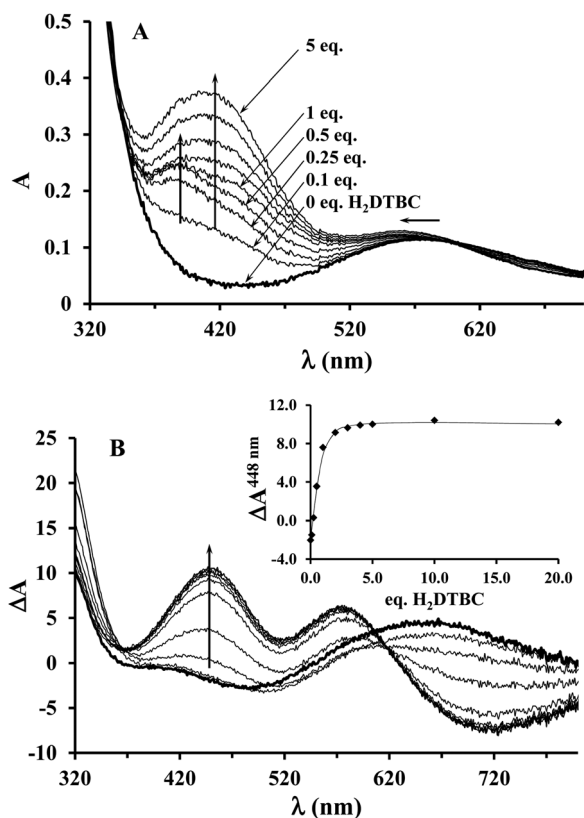 A
0.5
0.4
0.3
0.2
0.1
0
A
5 eq.
1 eq.
0.5 eq.
0.25 eq.
0.1 eq.
0 eq. H₂DTBC
320 420 520 620
λ (nm)
B
25
20
15
10
5
0
-5
-10
ΔA
12.0
8.0
4.0
0.0
-4.0
ΔA⁴⁴⁸ ⁿᵐ
0.0 5.0 10.0 15.0 20.0
eq. H₂DTBC
320 420 520 620 720
λ (nm)